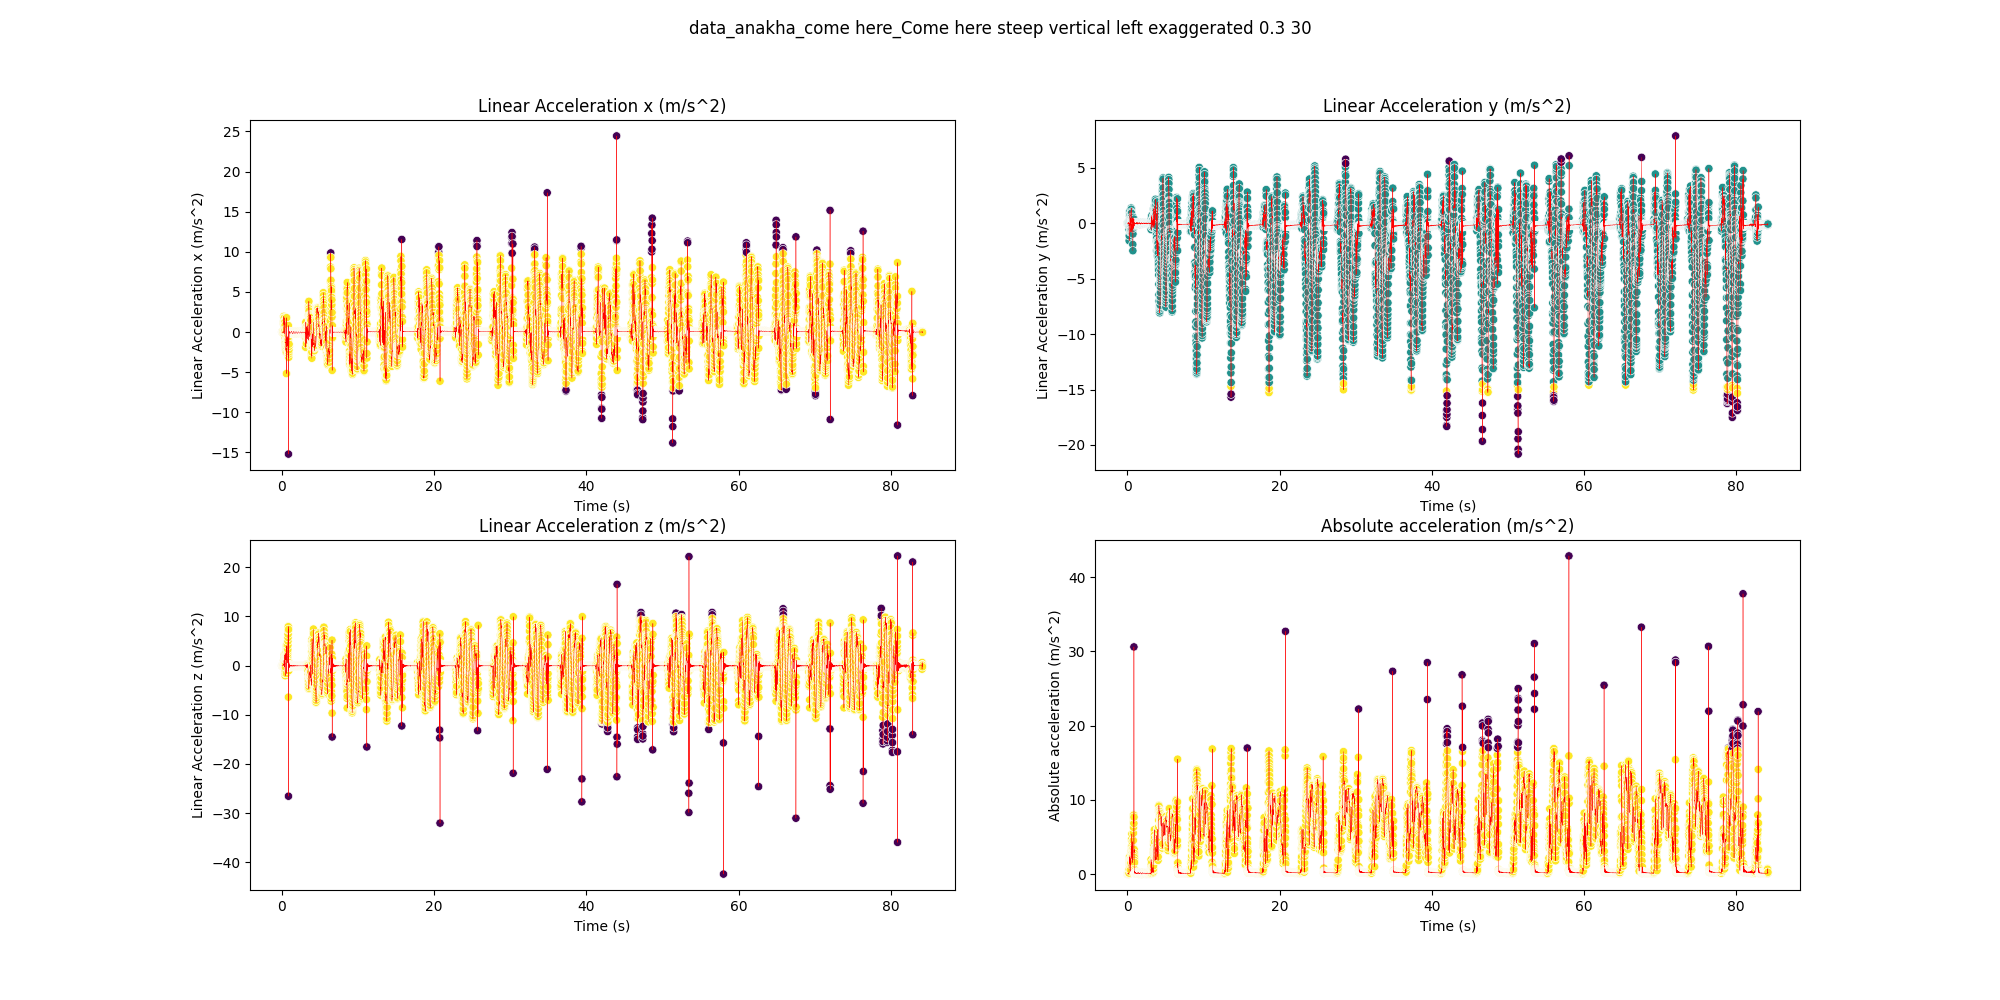 data_anakha_come here_Come here steep vertical left exaggerated 0.3 30
Linear Acceleration x (m/s^2)
Linear Acceleration x (m/s^2)
25
20
15
10
5
0
−5
−10
−15
0 20 40 60 80
Time (s)
Linear Acceleration y (m/s^2)
Linear Acceleration y (m/s^2)
5
0
−5
−10
−15
−20
0 20 40 60 80
Time (s)
Linear Acceleration z (m/s^2)
Linear Acceleration z (m/s^2)
20
10
0
−10
−20
−30
−40
0 20 40 60 80
Time (s)
Absolute acceleration (m/s^2)
Absolute acceleration (m/s^2)
40
30
20
10
0
0 20 40 60 80
Time (s)